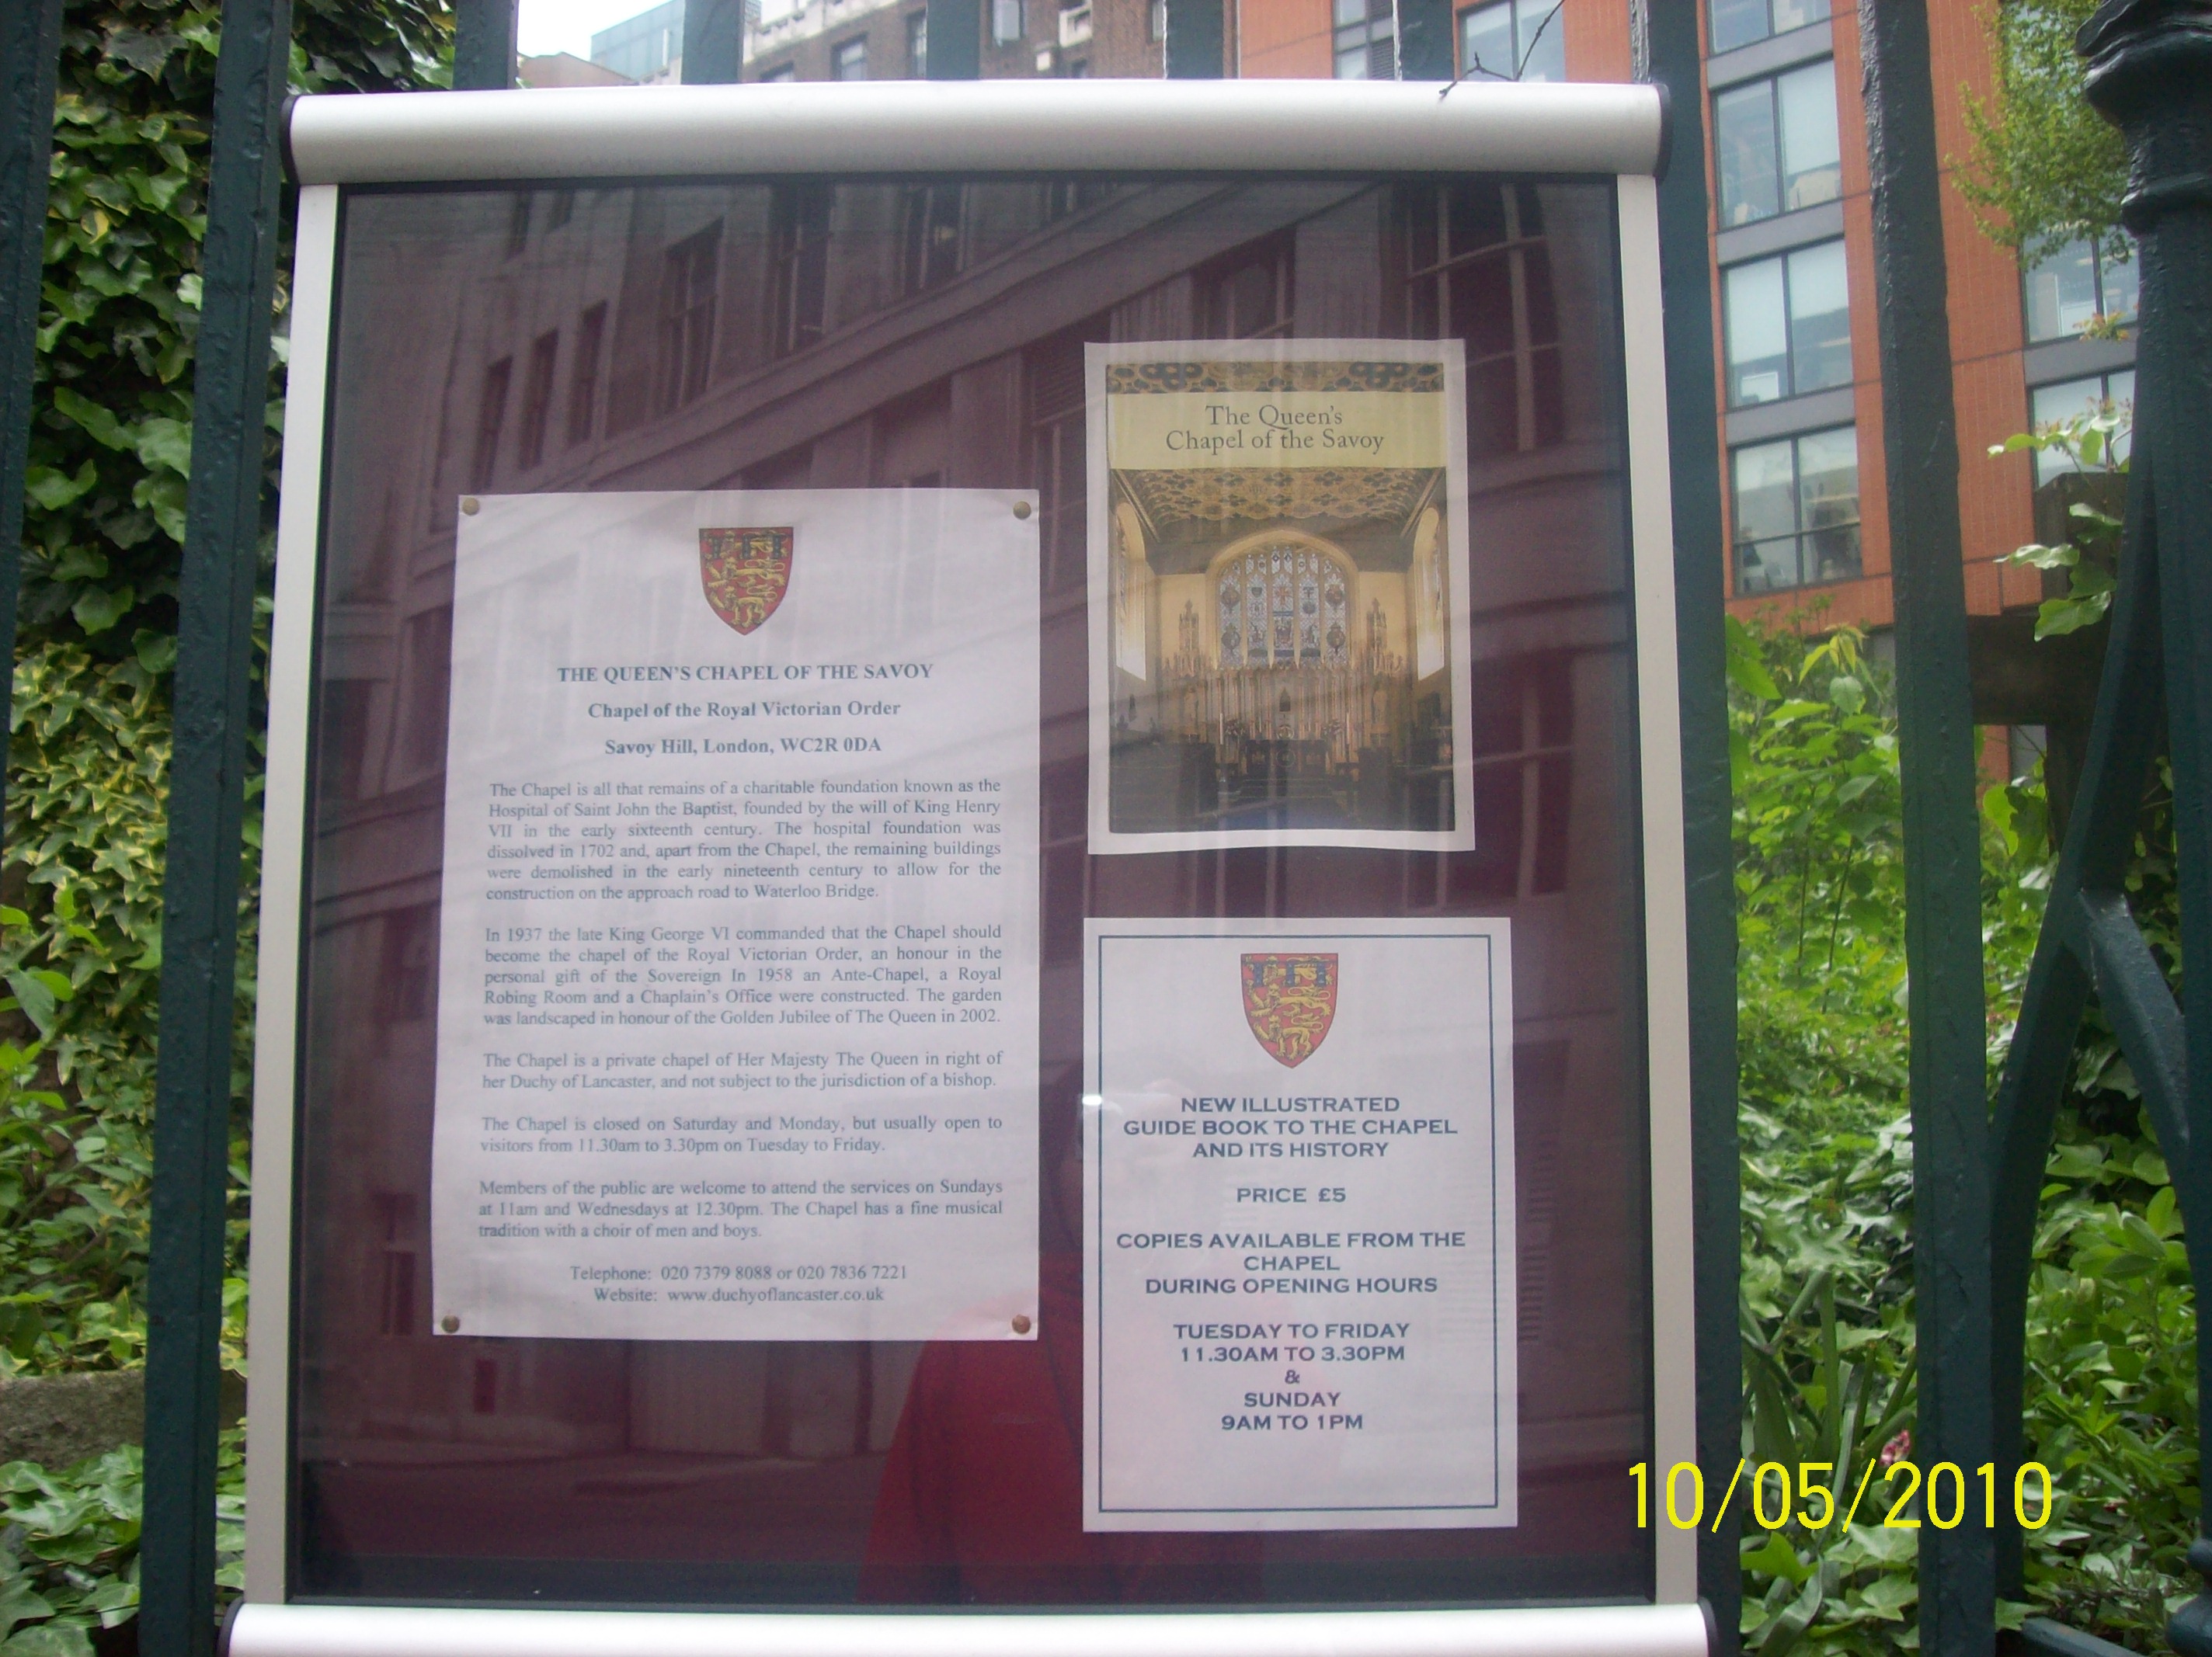 THE QUEEN'S CHAPEL OF THE SAVOY
Chapel of the Royal Victorian Order
Savoy Hill, London, WC2R 0DA
The Chapel is all that remains of a charitable foundation known as the
Hospital of Saint John the Baptist, founded by the will of King Henry
VII in the early sixteenth century. The hospital foundation was
dissolved in 1702 and, apart from the Chapel, the remaining buildings
were demolished in the early nineteenth century to allow for the
construction on the approach road to Waterloo Bridge.
In 1937 the late King George VI commanded that the Chapel should
become the chapel of the Royal Victorian Order, an honour in the
personal gift of the Sovereign In 1958 an Ante-Chapel, a Royal
Robing Room and a Chaplain's Office were constructed. The garden
was landscaped in honour of the Golden Jubilee of The Queen in 2002.
The Chapel is a private chapel of Her Majesty The Queen in right of
her Duchy of Lancaster, and not subject to the jurisdiction of a bishop.
The Chapel is closed on Saturday and Monday, but usually open to
visitors from 11.30am to 3.30pm on Tuesday to Friday.
Members of the public are welcome to attend the services on Sundays
at 11am and Wednesdays at 12.30pm. The Chapel has a fine musical
tradition with a choir of men and boys.
Telephone: 020 7379 8088 or 020 7836 7221
Website: www.duchyoflancaster.co.uk
The Queen's
Chapel of the Savoy
NEW ILLUSTRATED
GUIDE BOOK TO THE CHAPEL
AND ITS HISTORY
PRICE £5
COPIES AVAILABLE FROM THE
CHAPEL
DURING OPENING HOURS
TUESDAY TO FRIDAY
11.30AM TO 3.30PM
&
SUNDAY
9AM TO 1PM
10/05/2010